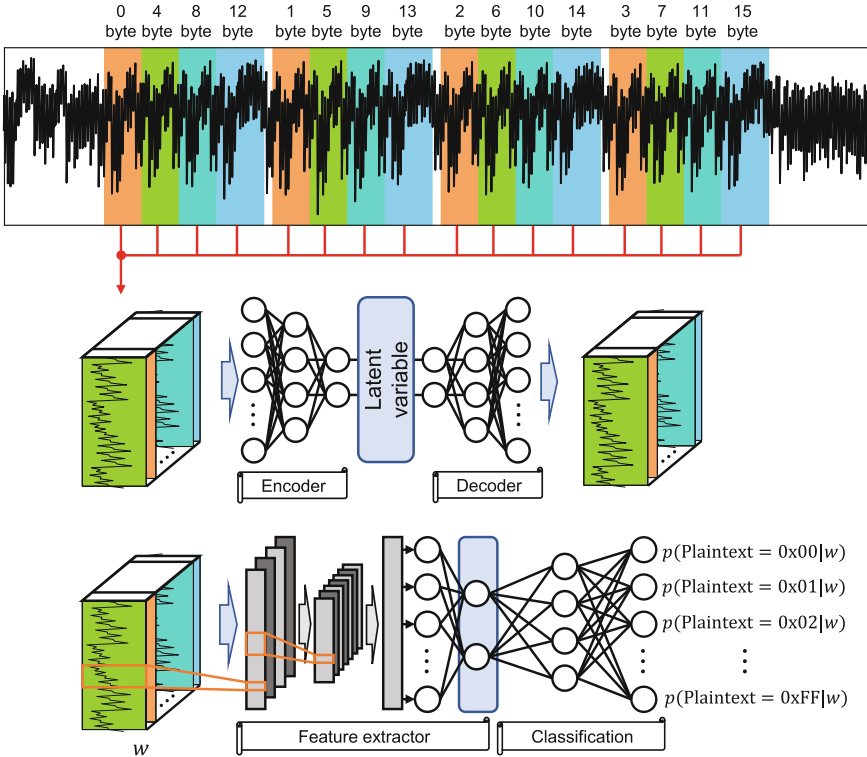 0 4 8 12 1 5 9 13 2 6 10 14 3 7 11 15
byte byte byte byte byte byte byte byte byte byte byte byte byte byte byte byte
Latent
variable
Encoder
Decoder
p(Plaintext = 0x00|w)
p(Plaintext = 0x01|w)
p(Plaintext = 0x02|w)
p(Plaintext = 0xFF|w)
w
Feature extractor
Classification